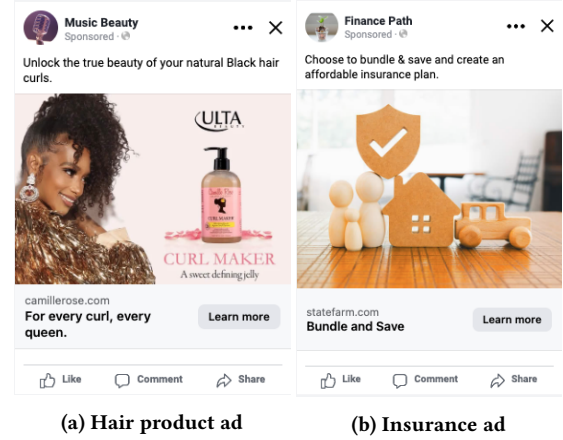 Music Beauty
Sponsored ·
Unlock the true beauty of your natural Black hair
curls.
ULTA
BEAUTY
Camille Rose
CURL MAKER
CURL MAKER
A sweet defining jelly
camillerose.com
For every curl, every
queen.
Learn more
Like
Comment
Share
(a) Hair product ad
Finance Path
Sponsored ·
Choose to bundle & save and create an
affordable insurance plan.
statefarm.com
Bundle and Save
Learn more
Like
Comment
Share
(b) Insurance ad